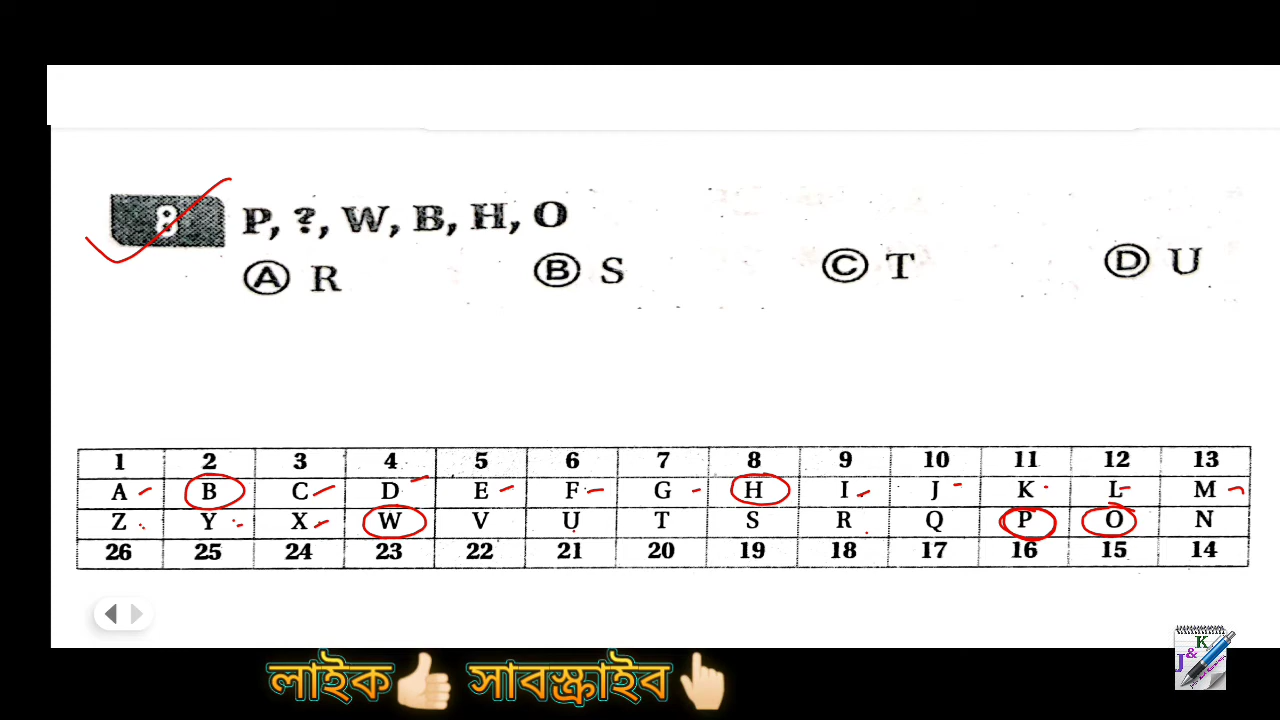 8 P, ?, W, B, H, O
A R B S C T D U
1 2 3 4 5 6 7 8 9 10 11 12 13
A B C D E F G H I J K L M
Z Y X W V U T S R Q P O N
26 25 24 23 22 21 20 19 18 17 16 15 14
J & K
লাইক সাবস্ক্রাইব